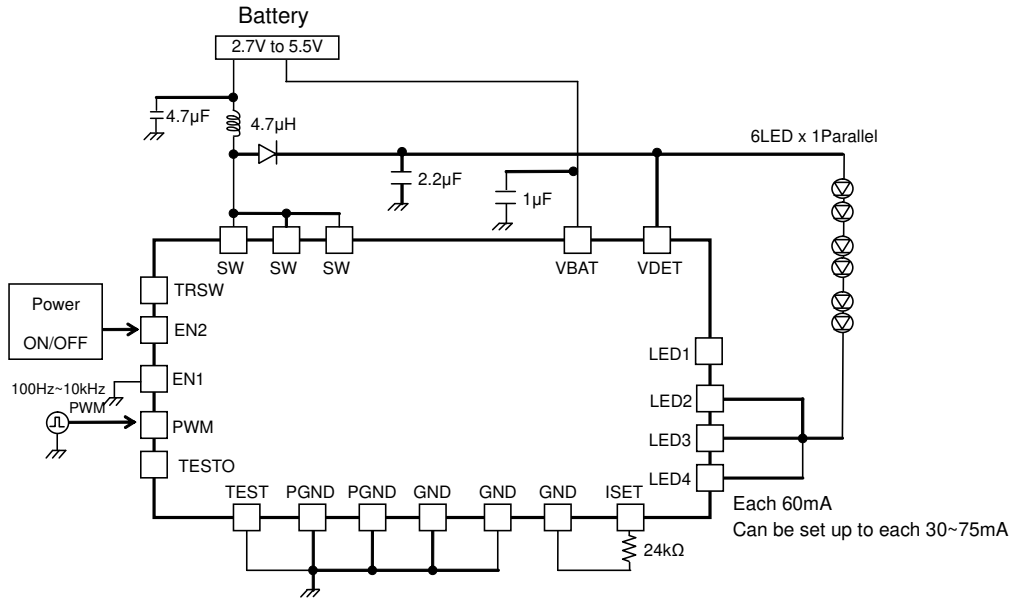 Battery
2.7V to 5.5V
4.7μF
4.7μH
6LED x 1Parallel
2.2μF
1μF
SW
SW
SW
VBAT
VDET
TRSW
Power
ON/OFF
EN2
EN1
100Hz~10kHz
PWM
PWM
TESTO
LED1
LED2
LED3
LED4
TEST
PGND
PGND
GND
GND
GND
ISET
Each 60mA
Can be set up to each 30~75mA
24kΩ